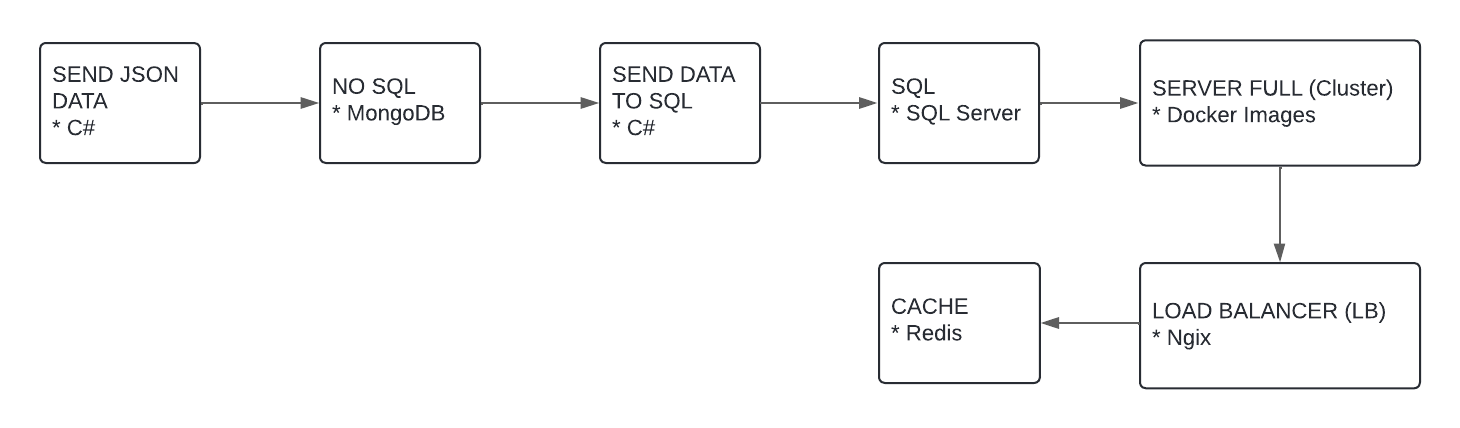 SEND JSON
DATA
* C#
NO SQL
* MongoDB
SEND DATA
TO SQL
* C#
SQL
* SQL Server
SERVER FULL (Cluster)
* Docker Images
CACHE
* Redis
LOAD BALANCER (LB)
* Ngix